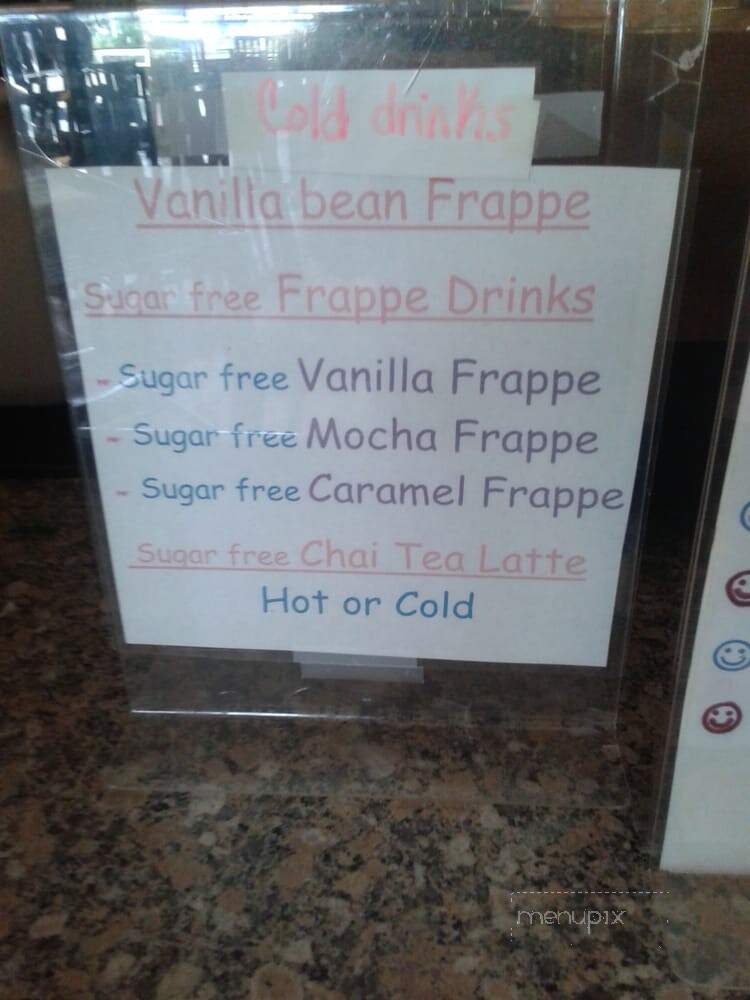 Cold drinks
Vanilla bean Frappe
Sugar free Frappe Drinks
- Sugar free Vanilla Frappe
- Sugar free Mocha Frappe
- Sugar free Caramel Frappe
Sugar free Chai Tea Latte
Hot or Cold
menupix